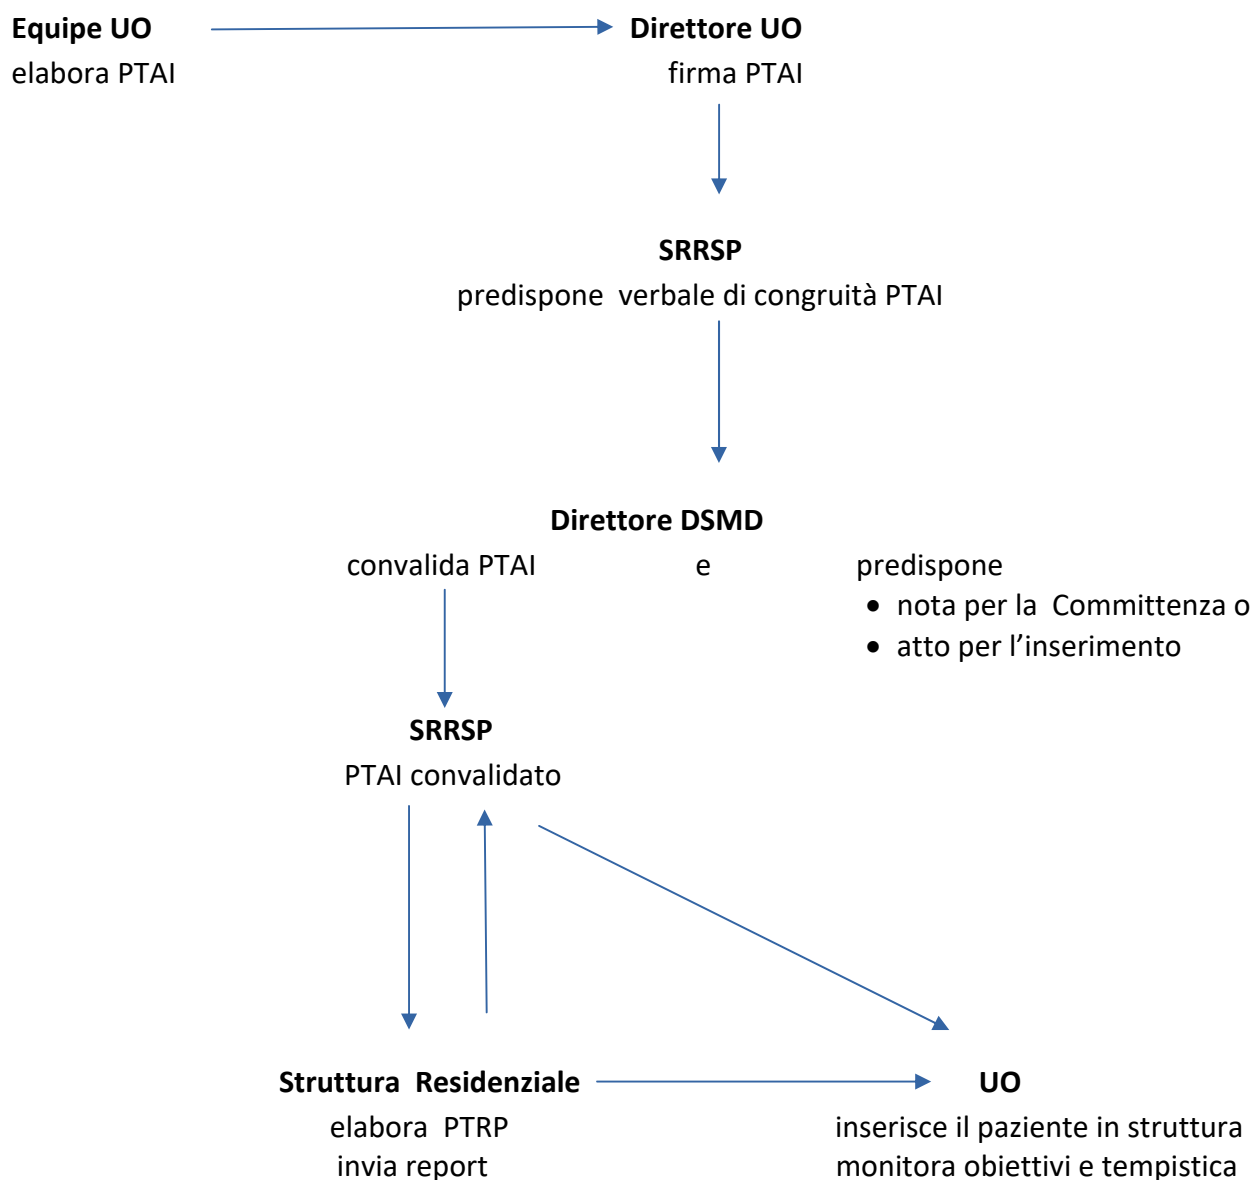 Equipe UO Direttore UO
elabora PTAI firma PTAI
SRRSP
predispone verbale di congruità PTAI
Direttore DSMD
convalida PTAI e predispone
• nota per la Committenza o
• atto per l’inserimento
SRRSP
PTAI convalidato
Struttura Residenziale UO
elabora PTRP inserisce il paziente in struttura
invia report monitora obiettivi e tempistica